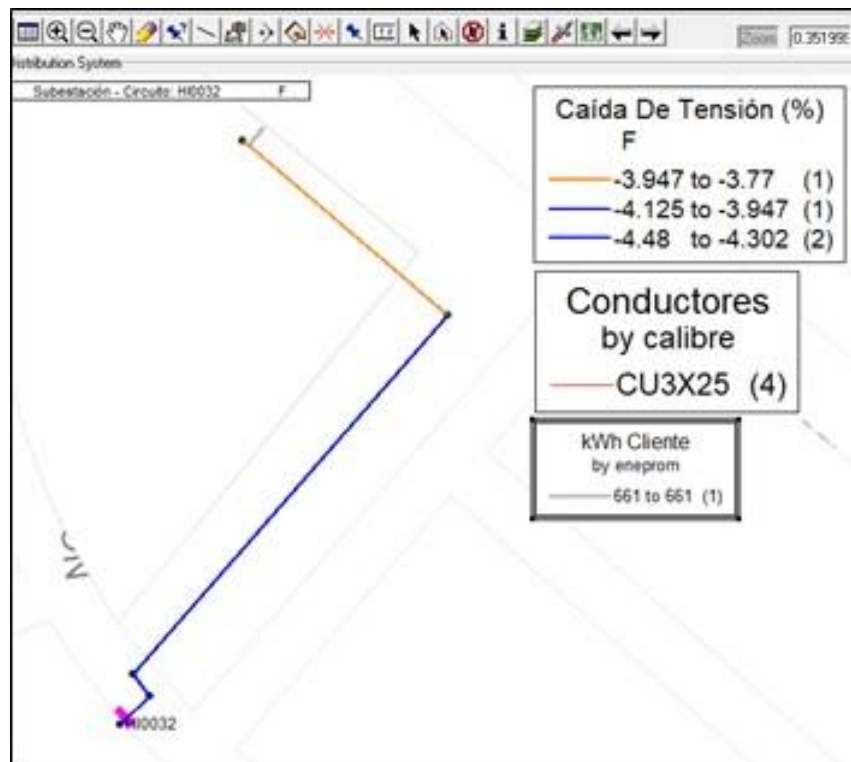 Zoom 0.351995
Distribution System
Subestación - Circuito: HI0032 F
Caída De Tensión (%)
F
-3.947 to -3.77 (1)
-4.125 to -3.947 (1)
-4.48 to -4.302 (2)
Conductores
by calibre
CU3X25 (4)
kWh Cliente
by eneprom
661 to 661 (1)
HI0032